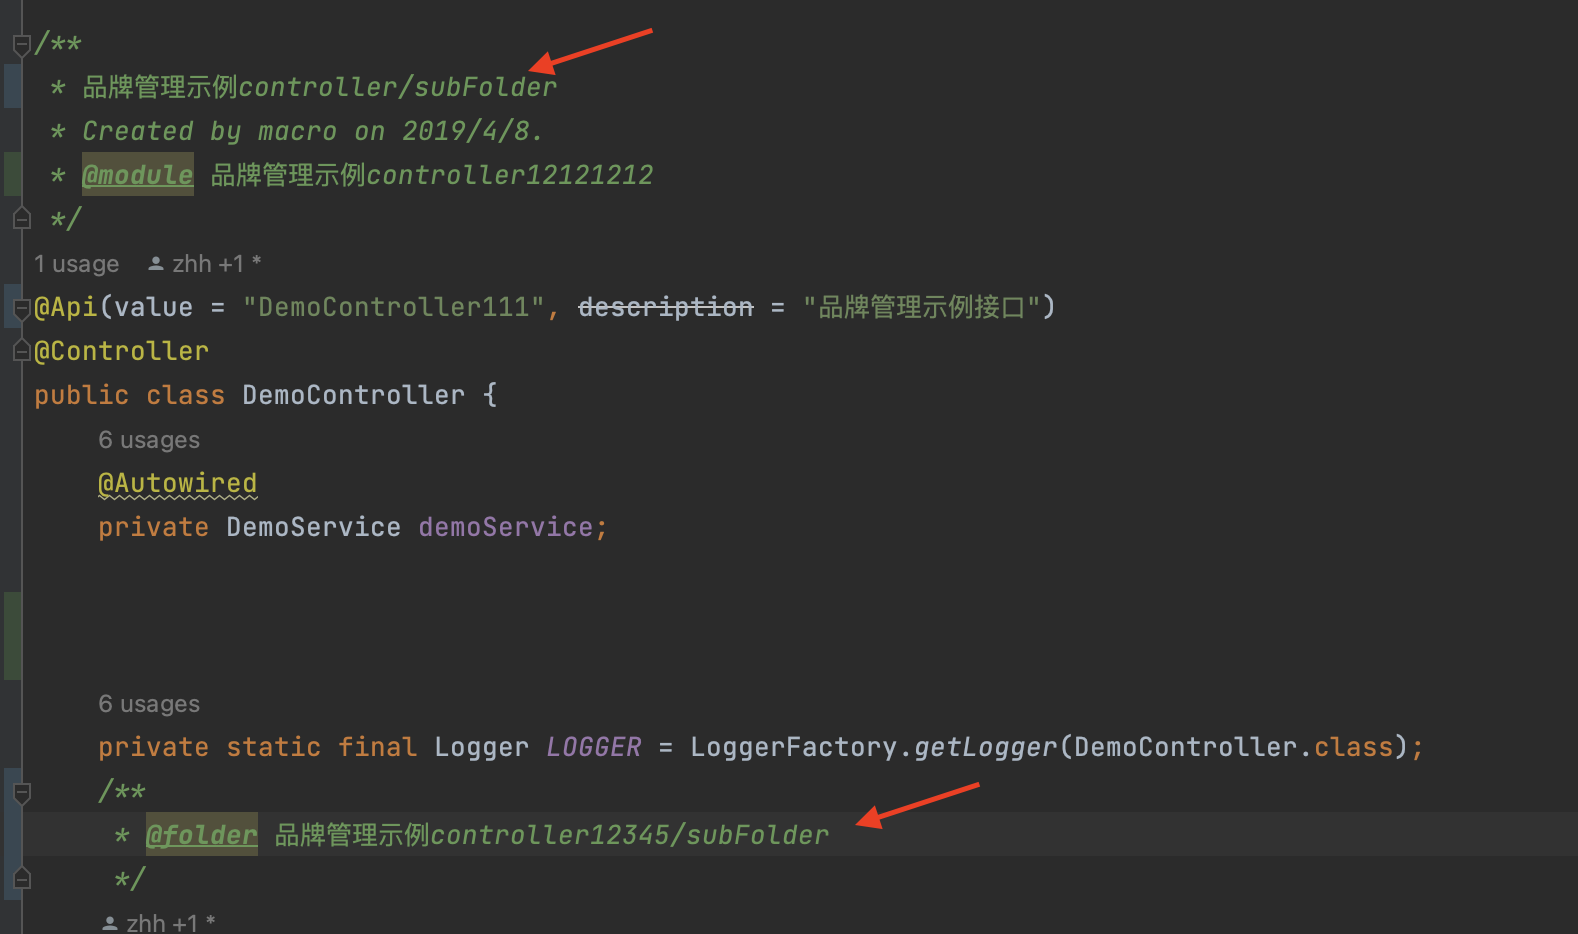 /**
 * 品牌管理示例controller/subFolder
 * Created by macro on 2019/4/8.
 * @module 品牌管理示例controller12121212
 */
1 usage zhh +1 *
@Api(value = "DemoController111", description = "品牌管理示例接口")
@Controller
public class DemoController {
6 usages
@Autowired
private DemoService demoService;
6 usages
private static final Logger LOGGER = LoggerFactory.getLogger(DemoController.class);
/**
 * @folder 品牌管理示例controller12345/subFolder
 */
zhh +1 *